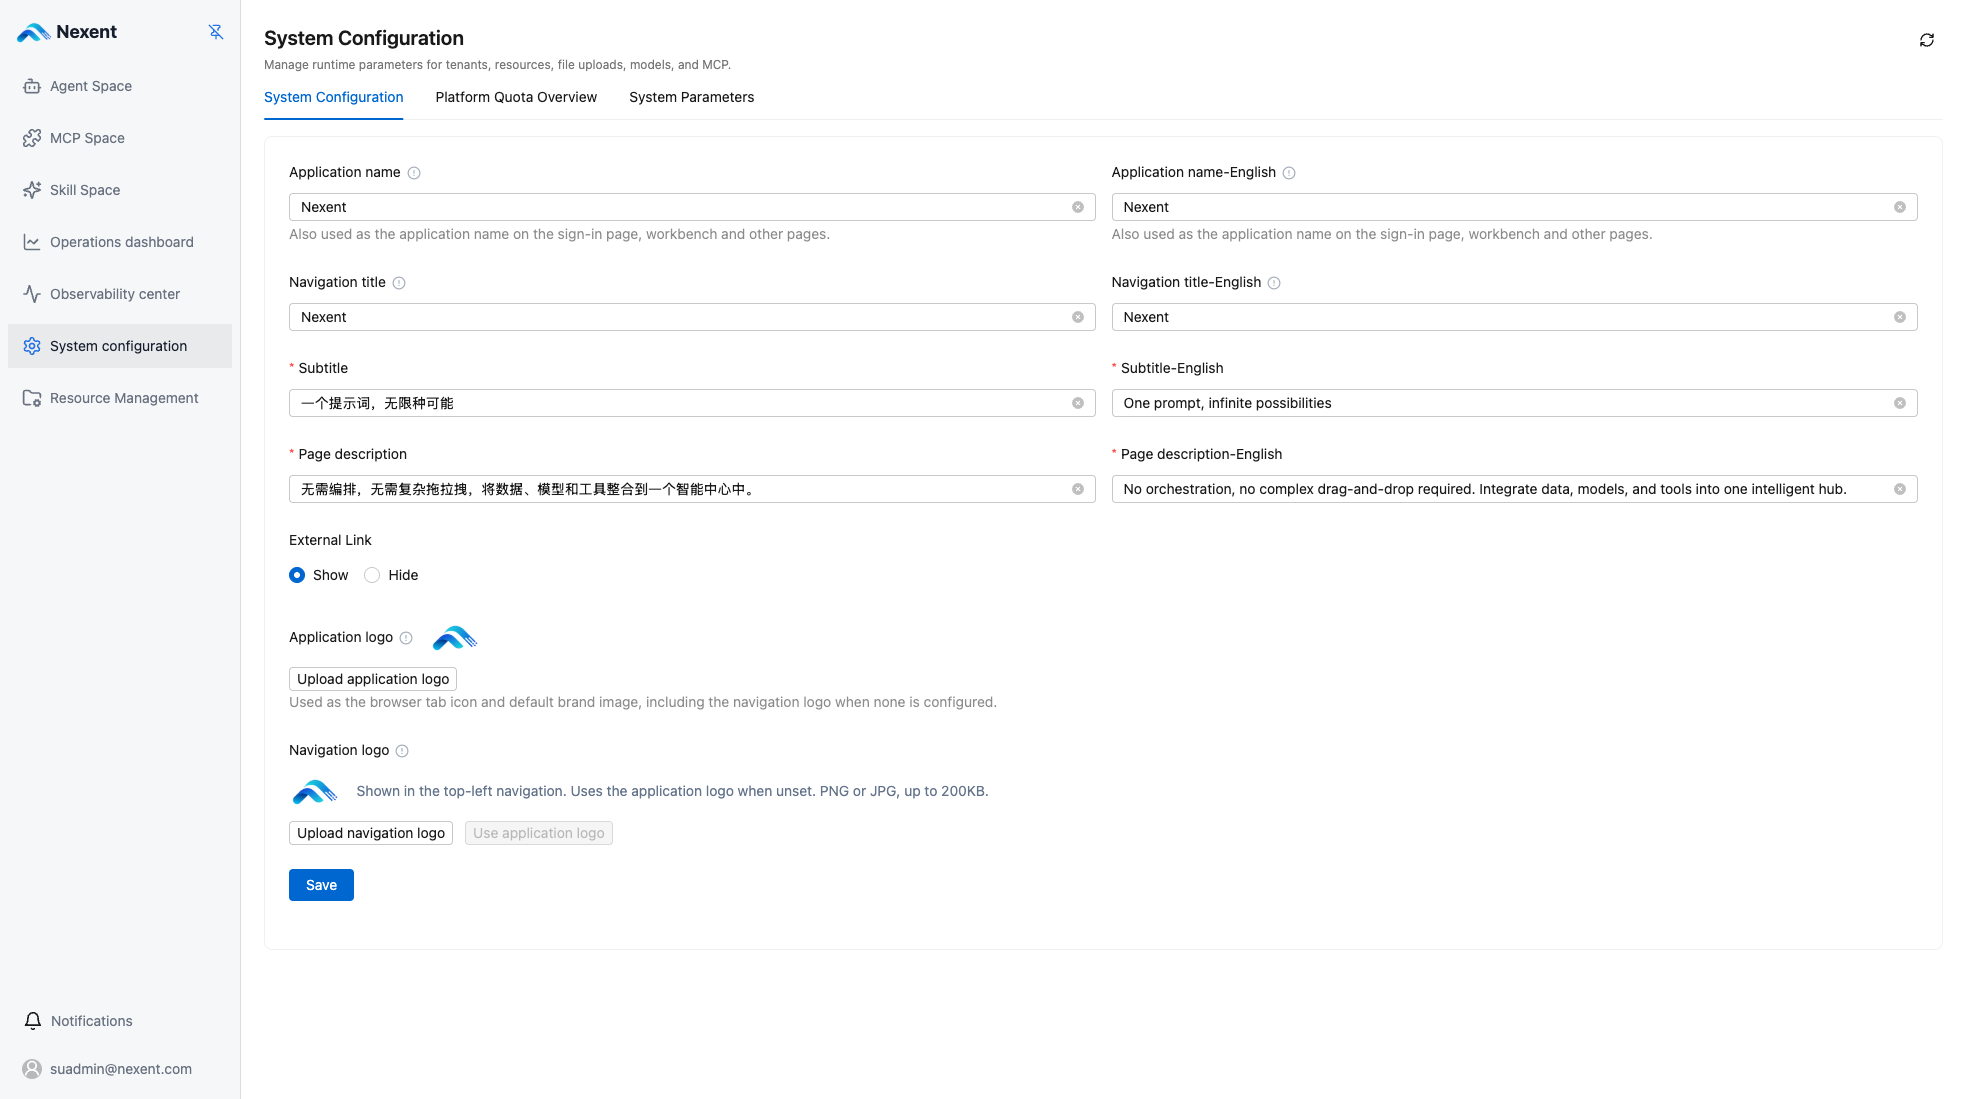 Nexent
Agent Space
MCP Space
Skill Space
Operations dashboard
Observability center
System configuration
Resource Management
Notifications
suadmin@nexent.com
System Configuration
Manage runtime parameters for tenants, resources, file uploads, models, and MCP.
System Configuration
Platform Quota Overview
System Parameters
Application name
Nexent
Also used as the application name on the sign-in page, workbench and other pages.
Application name-English
Nexent
Also used as the application name on the sign-in page, workbench and other pages.
Navigation title
Nexent
Navigation title-English
Nexent
* Subtitle
一个提示词，无限种可能
* Subtitle-English
One prompt, infinite possibilities
* Page description
无需编排，无需复杂拖拉拽，将数据、模型和工具整合到一个智能中心中。
* Page description-English
No orchestration, no complex drag-and-drop required. Integrate data, models, and tools into one intelligent hub.
External Link
Show
Hide
Application logo
Upload application logo
Used as the browser tab icon and default brand image, including the navigation logo when none is configured.
Navigation logo
Shown in the top-left navigation. Uses the application logo when unset. PNG or JPG, up to 200KB.
Upload navigation logo
Use application logo
Save